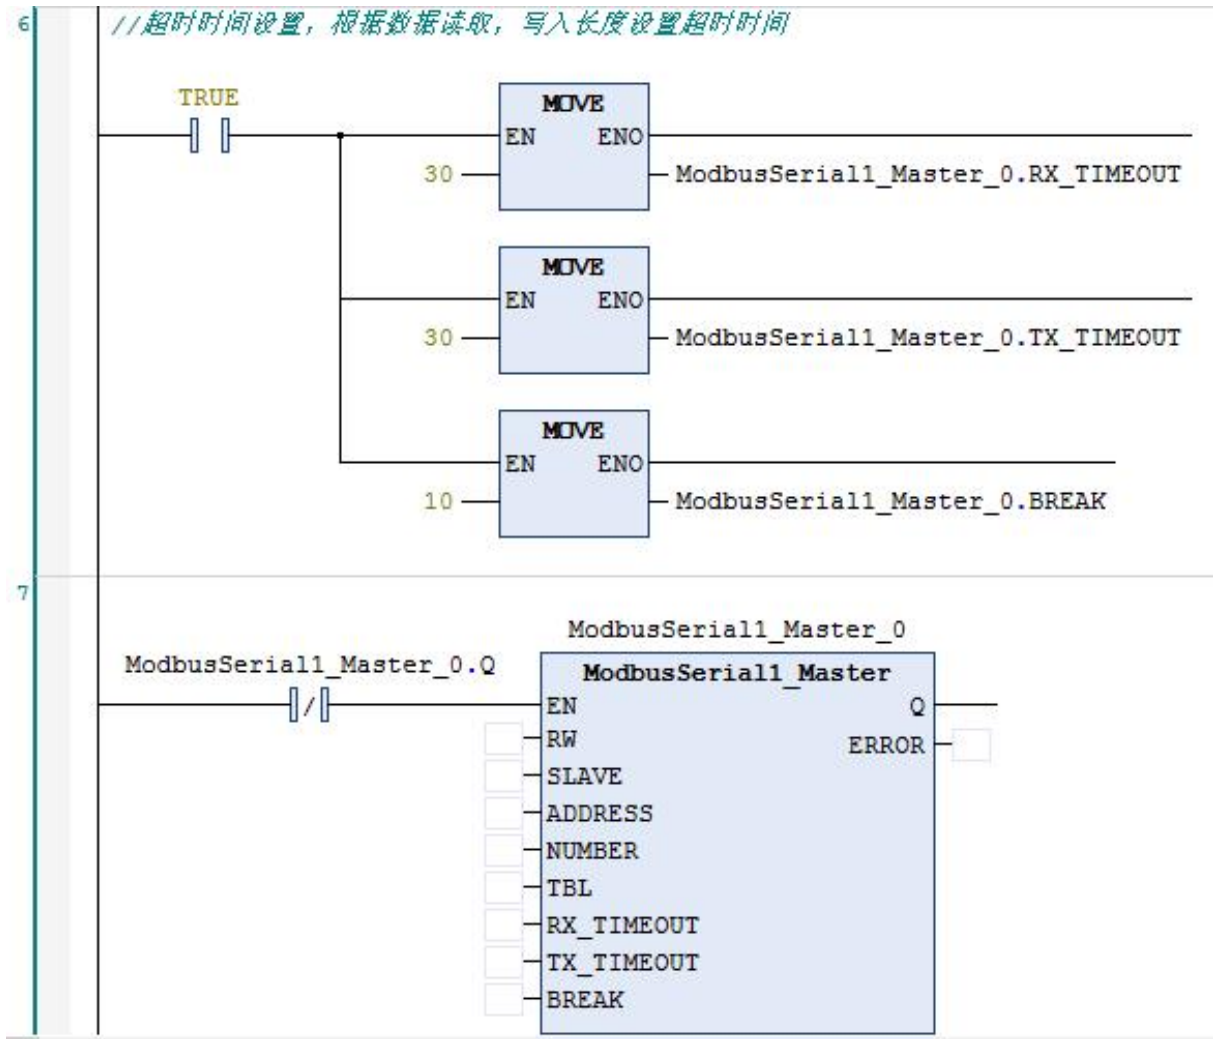 6
//超时时间设置，根据数据读取，写入长度设置超时时间
TRUE
MOVE
EN ENO
30
ModbusSerial1_Master_0.RX_TIMEOUT
MOVE
EN ENO
30
ModbusSerial1_Master_0.TX_TIMEOUT
MOVE
EN ENO
10
ModbusSerial1_Master_0.BREAK
7
ModbusSerial1_Master_0
ModbusSerial1_Master_0.Q
ModbusSerial1_Master
EN Q
RW
ERROR
SLAVE
ADDRESS
NUMBER
TBL
RX_TIMEOUT
TX_TIMEOUT
BREAK